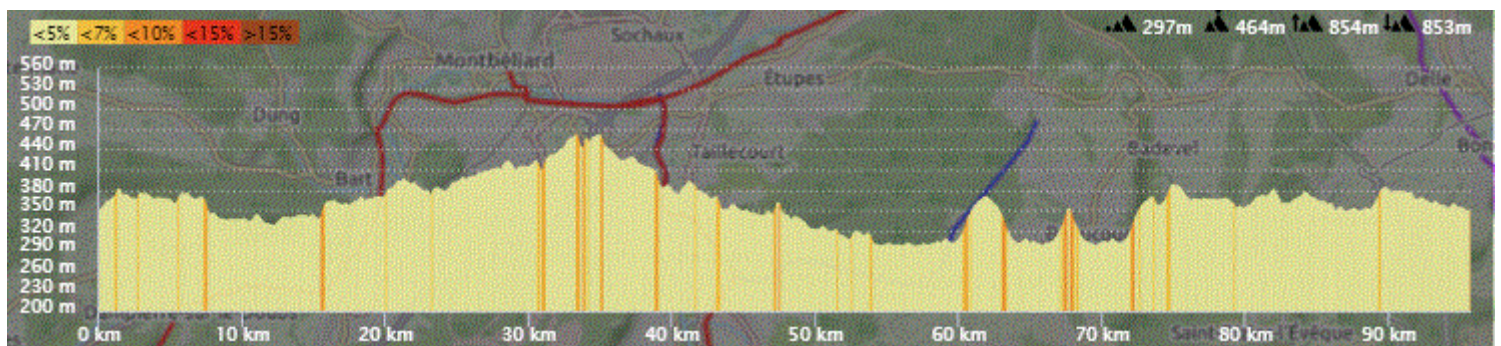 <5% <7% <10% <15% >15%
297m 464m 854m 853m
Sochaux
Montbéliard
560 m
Étupes
Delle
530 m
500 m
Dung
470 m
440 m
Taillecourt
Badevel
Bon
410 m
Bart
380 m
350 m
320 m
290 m
260 m
230 m
200 m
0 km 10 km 20 km 30 km 40 km 50 km 60 km 70 km 80 km 90 km